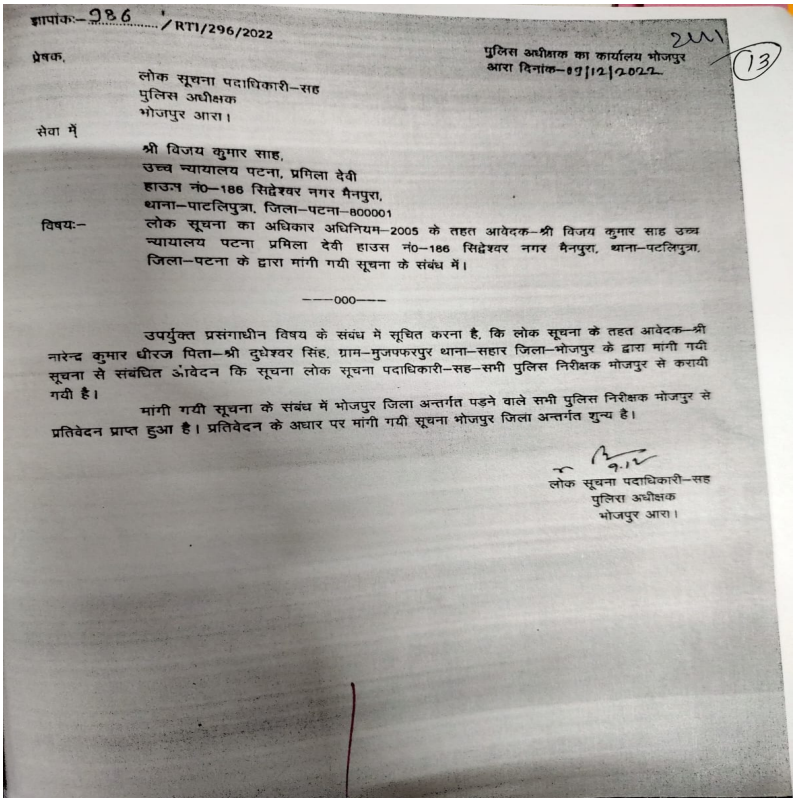 ज्ञापांकः-986/RTI/296/2022
पुलिस अधीक्षक का कार्यालय भोजपुर
आरा दिनांक-09/12/2022
13
प्रेषक,
लोक सूचना पदाधिकारी-सह
पुलिस अधीक्षक
भोजपुर आरा।
सेवा में
श्री विजय कुमार साह,
उच्च न्यायालय पटना, प्रमिला देवी
हाउस नं0-186 सिद्वेश्वर नगर मैनपुरा,
थाना-पाटलिपुत्रा, जिला-पटना-800001
विषयः- लोक सूचना का अधिकार अधिनियम-2005 के तहत आवेदक-श्री विजय कुमार साह उच्च
न्यायालय पटना प्रमिला देवी हाउस नं0-186 सिद्वेश्वर नगर मैनपुरा, थाना-पटलिपुत्रा,
जिला-पटना के द्वारा मांगी गयी सूचना के संबंध में।
---000---
उपर्युक्त प्रसंगाधीन विषय के संबंध में सूचित करना है, कि लोक सूचना के तहत आवेदक-श्री
नारेन्द्र कुमार धीरज पिता-श्री दुधेश्वर सिंह, ग्राम-मुजफ्फरपुर थाना-सहार जिला-भोजपुर के द्वारा मांगी गयी
सूचना से संबंधित आवेदन कि सूचना लोक सूचना पदाधिकारी-सह-सभी पुलिस निरीक्षक भोजपुर से करायी
गयी है।
मांगी गयी सूचना के संबंध में भोजपुर जिला अन्तर्गत पड़ने वाले सभी पुलिस निरीक्षक भोजपुर से
प्रतिवेदन प्राप्त हुआ है। प्रतिवेदन के अधार पर मांगी गयी सूचना भोजपुर जिला अन्तर्गत शुन्य है।
9.12
लोक सूचना पदाधिकारी-सह
पुलिस अधीक्षक
भोजपुर आरा।